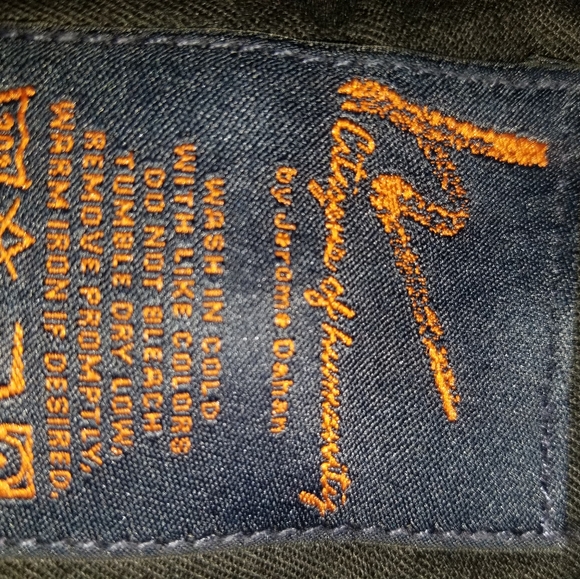 Citizens of humanity
by Jerome Dahan
WASH IN COLD
WITH LIKE COLORS
DO NOT BLEACH
TUMBLE DRY LOW,
REMOVE PROMPTLY,
WARM IRON IF DESIRED.